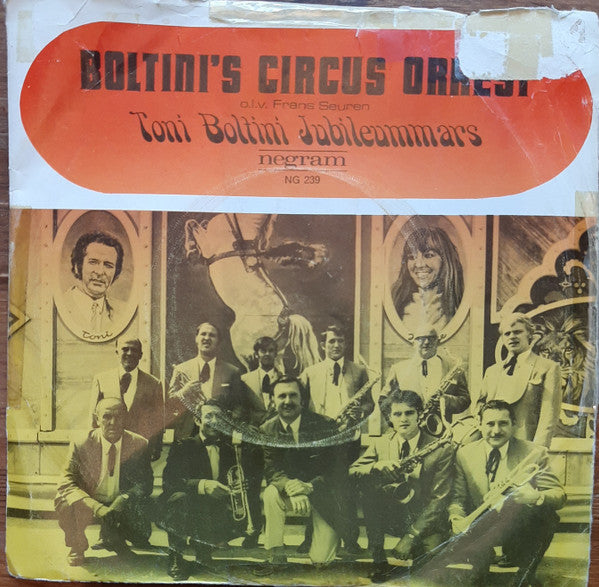 BOLTINI'S CIRCUS ORKEST
o.l.v. Frans Seuren
Toni Boltini Jubileummars
negram
NG 239
Toni